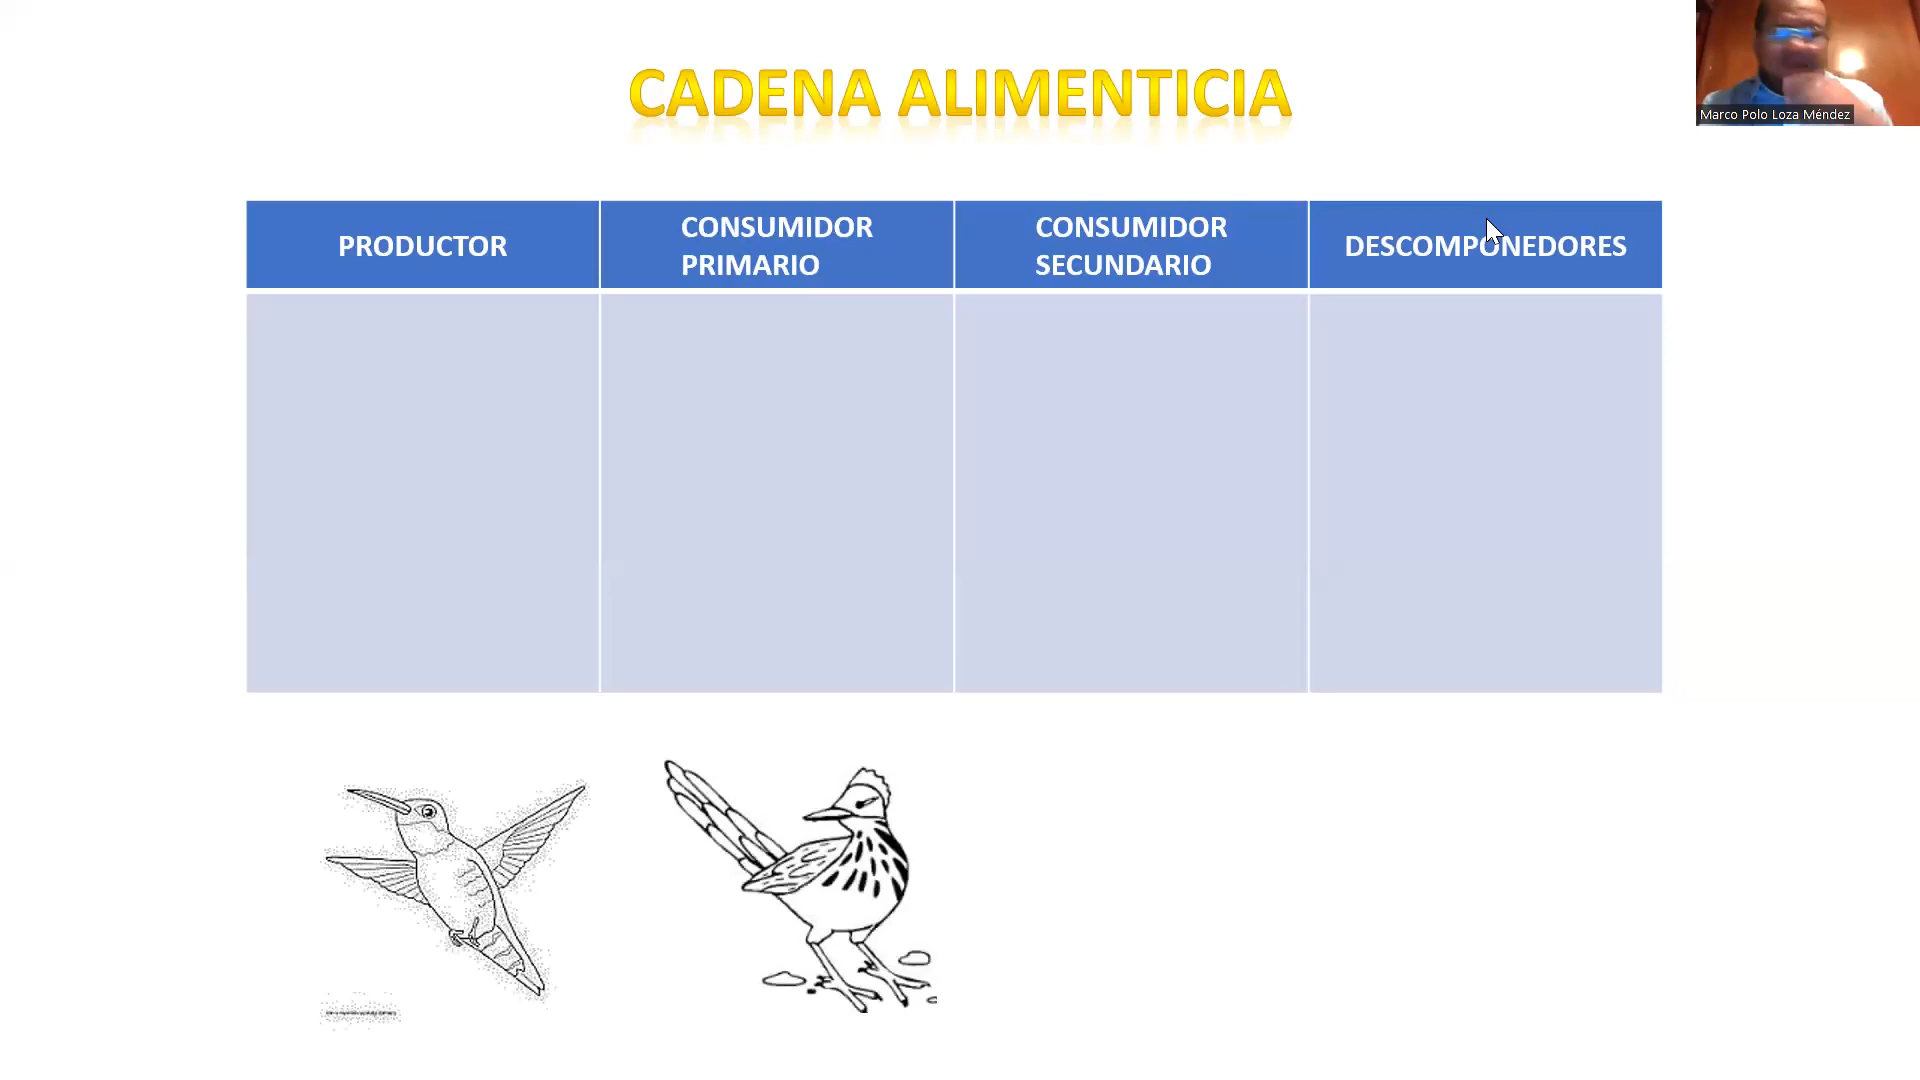 CADENA ALIMENTICIA
Marco Polo Loza Méndez
PRODUCTOR
CONSUMIDOR
PRIMARIO
CONSUMIDOR
SECUNDARIO
DESCOMPONEDORES